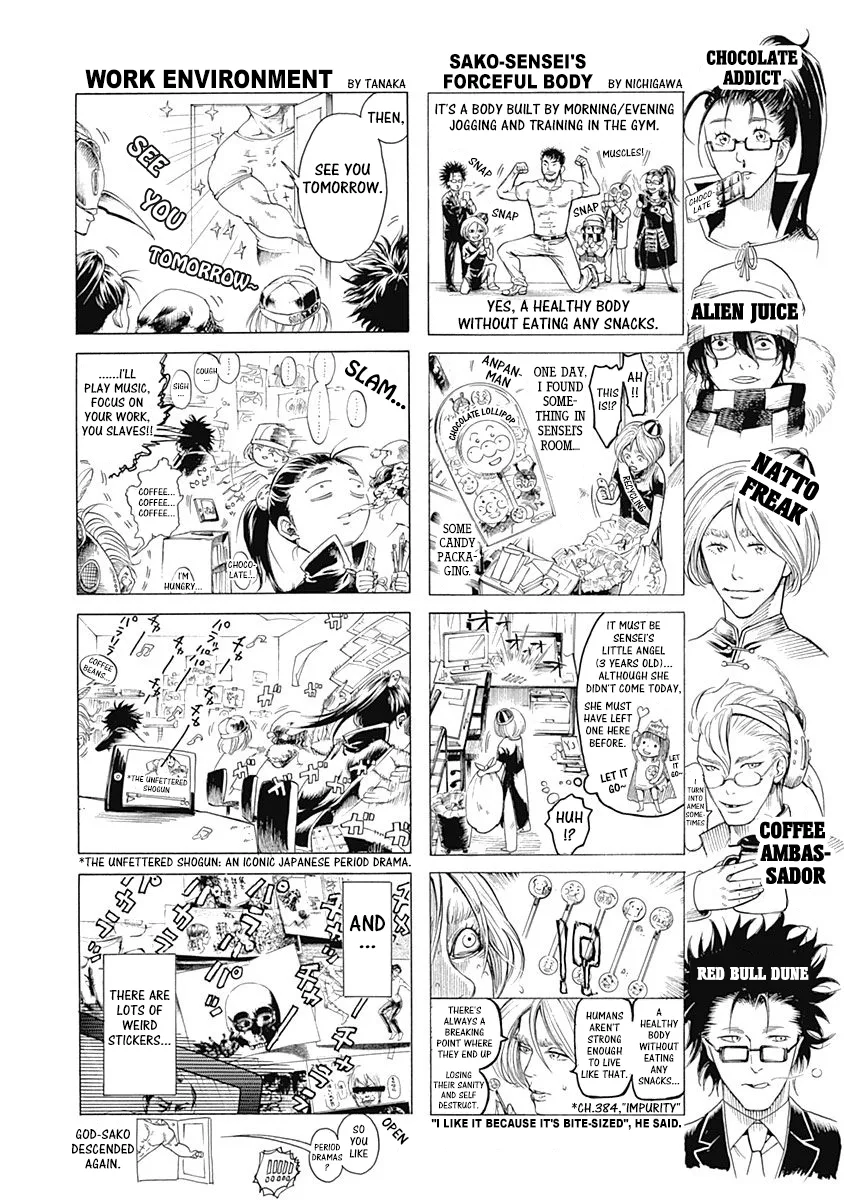 WORK ENVIRONMENT
BY TANAKA
THEN,
SEE YOU
TOMORROW.
SEE
YOU
TOMORROW~
......I'LL
PLAY MUSIC,
FOCUS ON
YOUR WORK,
YOU SLAVES!!
SIGH...
COUGH
...
SLAM...
COFFEE...
COFFEE...
COFFEE...
I'M
HUNGRY...
CHOCO-
LATE!..
COFFEE
BEANS...
*THE UNFETTERED
SHOGUN
*THE UNFETTERED SHOGUN: AN ICONIC JAPANESE PERIOD DRAMA.
AND
...
THERE ARE
LOTS OF
WEIRD
STICKERS...
GOD-SAKO
DESCENDED
AGAIN.
OPEN
SO YOU
LIKE
PERIOD
DRAMAS
?
SAKO-SENSEI'S
FORCEFUL BODY
BY NICHIGAWA
IT'S A BODY BUILT BY MORNING/EVENING
JOGGING AND TRAINING IN THE GYM.
SNAP
SNAP
SNAP
MUSCLES!
YES, A HEALTHY BODY
WITHOUT EATING ANY SNACKS.
AH
!!
THIS
IS!?
ONE DAY,
I FOUND
SOME-
THING IN
SENSEI'S
ROOM...
ANPAN-
MAN
CHOCOLATE LOLLIPOP
RECYCLING
SOME
CANDY
PACKA-
GING.
IT MUST BE
SENSEI'S
LITTLE ANGEL
(3 YEARS OLD)...
ALTHOUGH SHE
DIDN'T COME TODAY,
SHE MUST
HAVE LEFT
ONE HERE
BEFORE.
LET IT
GO~
LET
IT
GO~
HUH
!?
10
A
HEALTHY
BODY
WITHOUT
EATING
ANY
SNACKS...
HUMANS
AREN'T
STRONG
ENOUGH
TO LIVE
LIKE THAT.
THERE'S
ALWAYS A
BREAKING
POINT WHERE
THEY END UP
LOSING
THEIR SANITY
AND SELF
DESTRUCT.
*CH.384,"IMPURITY"
"I LIKE IT BECAUSE IT'S BITE-SIZED", HE SAID.
CHOCOLATE
ADDICT
CHOCO-
LATE
ALIEN JUICE
NATTO
FREAK
I
TURN
INTO
AMEN
SOME-
TIMES
COFFEE
AMBAS-
SADOR
RED BULL DUNE